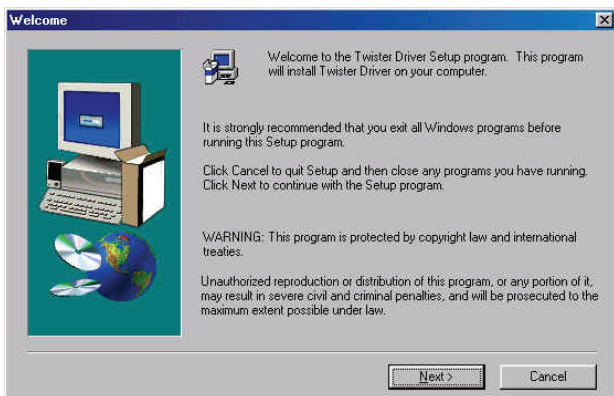 Welcome
Welcome to the Twister Driver Setup program. This program
will install Twister Driver on your computer.
It is strongly recommended that you exit all Windows programs before
running this Setup program.
Click Cancel to quit Setup and then close any programs you have running.
Click Next to continue with the Setup program.
WARNING: This program is protected by copyright law and international
treaties.
Unauthorized reproduction or distribution of this program, or any portion of it,
may result in severe civil and criminal penalties, and will be prosecuted to the
maximum extent possible under law.
Next >
Cancel